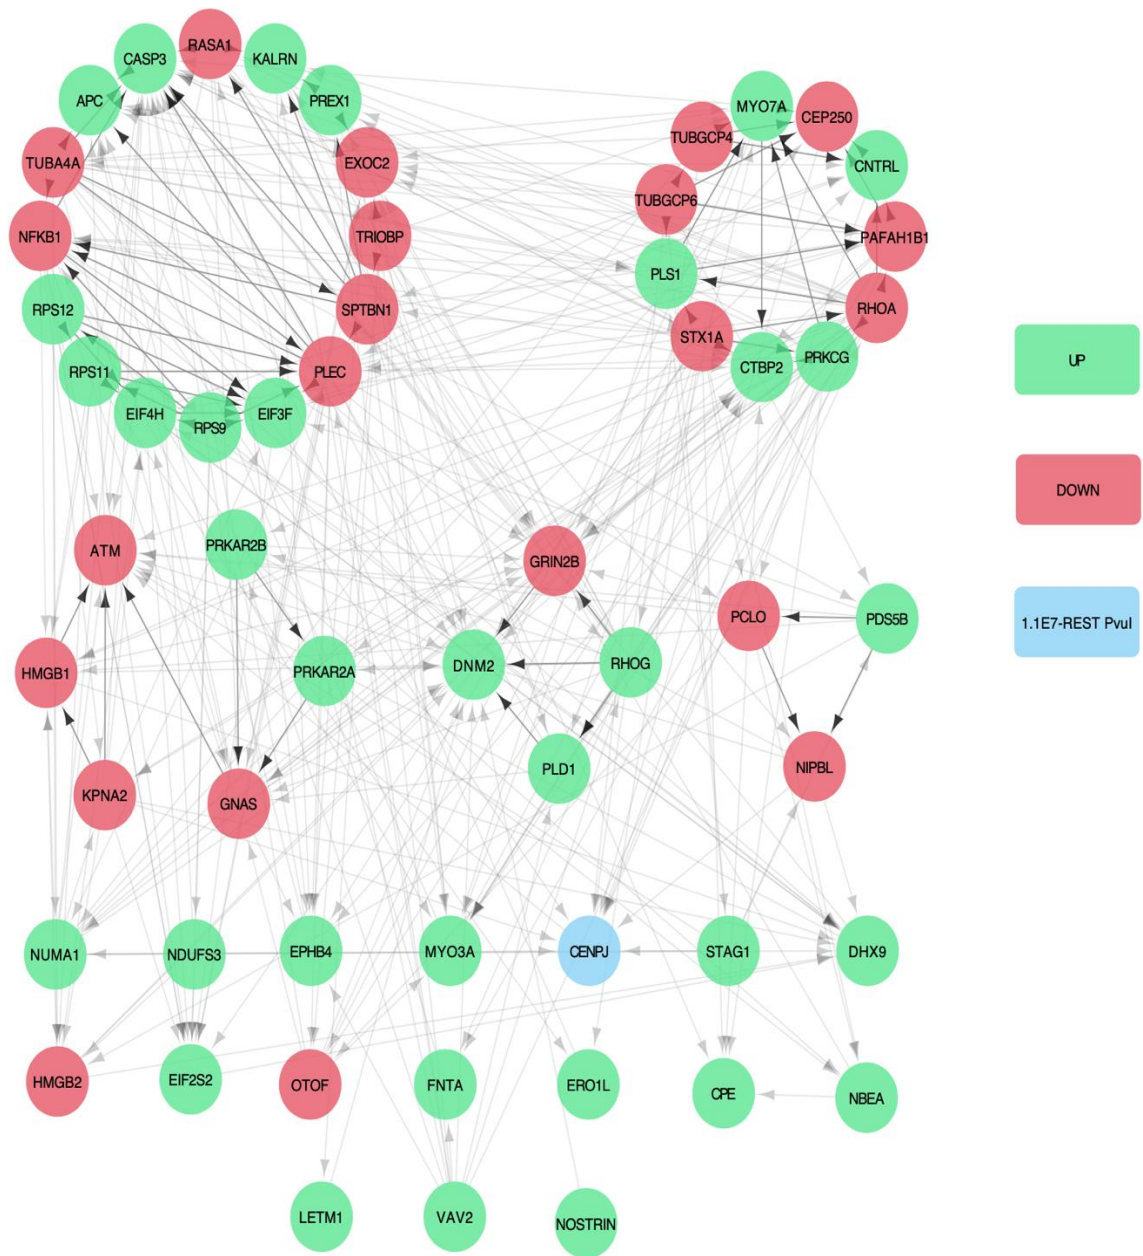 RASA1
CASP3
KALRN
APC
PREX1
TUBA4A
EXOC2
NFKB1
TRIOBP
RPS12
SPTBN1
RPS11
PLEC
EIF4H
RPS9
EIF3F
MYO7A
CEP250
TUBGCP4
CNTRL
TUBGCP6
PAFAH1B1
PLS1
RHOA
STX1A
CTBP2
PRKCG
UP
DOWN
1.1E7-REST PvuI
ATM
PRKAR2B
GRIN2B
PCLO
PDS5B
HMGB1
PRKAR2A
DNM2
RHOG
KPNA2
GNAS
PLD1
NIPBL
NUMA1
NDUFS3
EPHB4
MYO3A
CENPJ
STAG1
DHX9
HMGB2
EIF2S2
OTOF
FNTA
ERO1L
CPE
NBEA
LETM1
VAV2
NOSTRIN